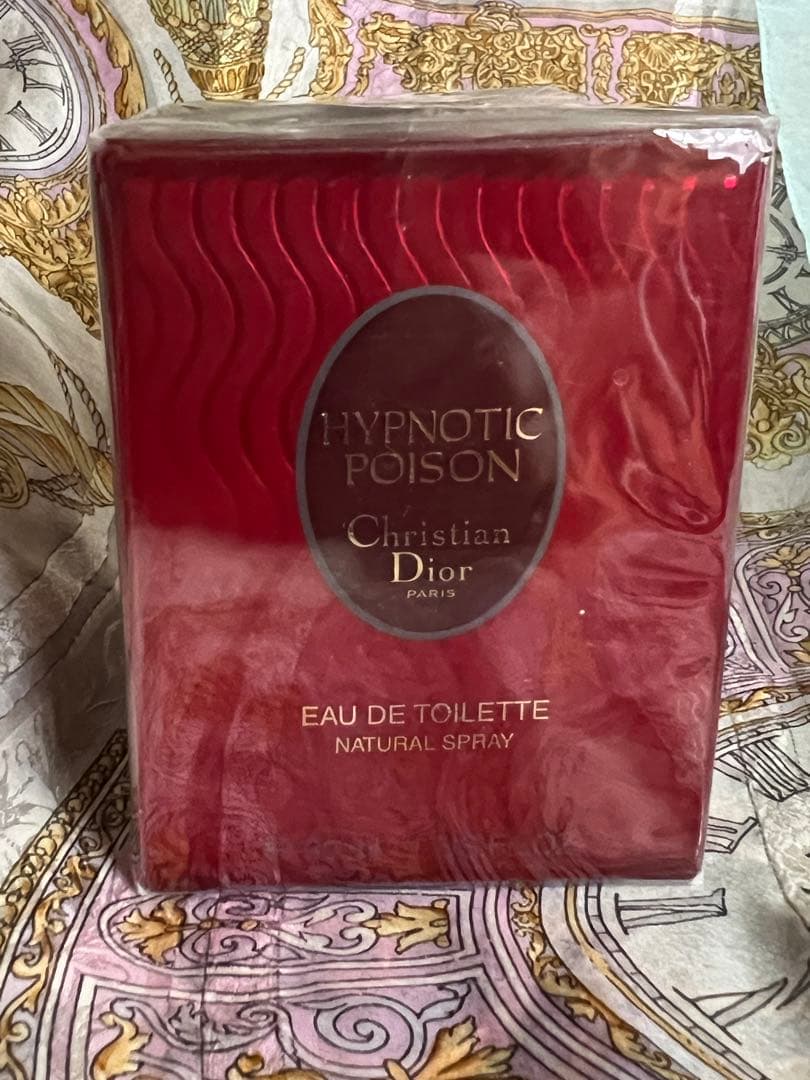 HYPNOTIC
POISON
Christian
Dior
PARIS
EAU DE TOILETTE
NATURAL SPRAY